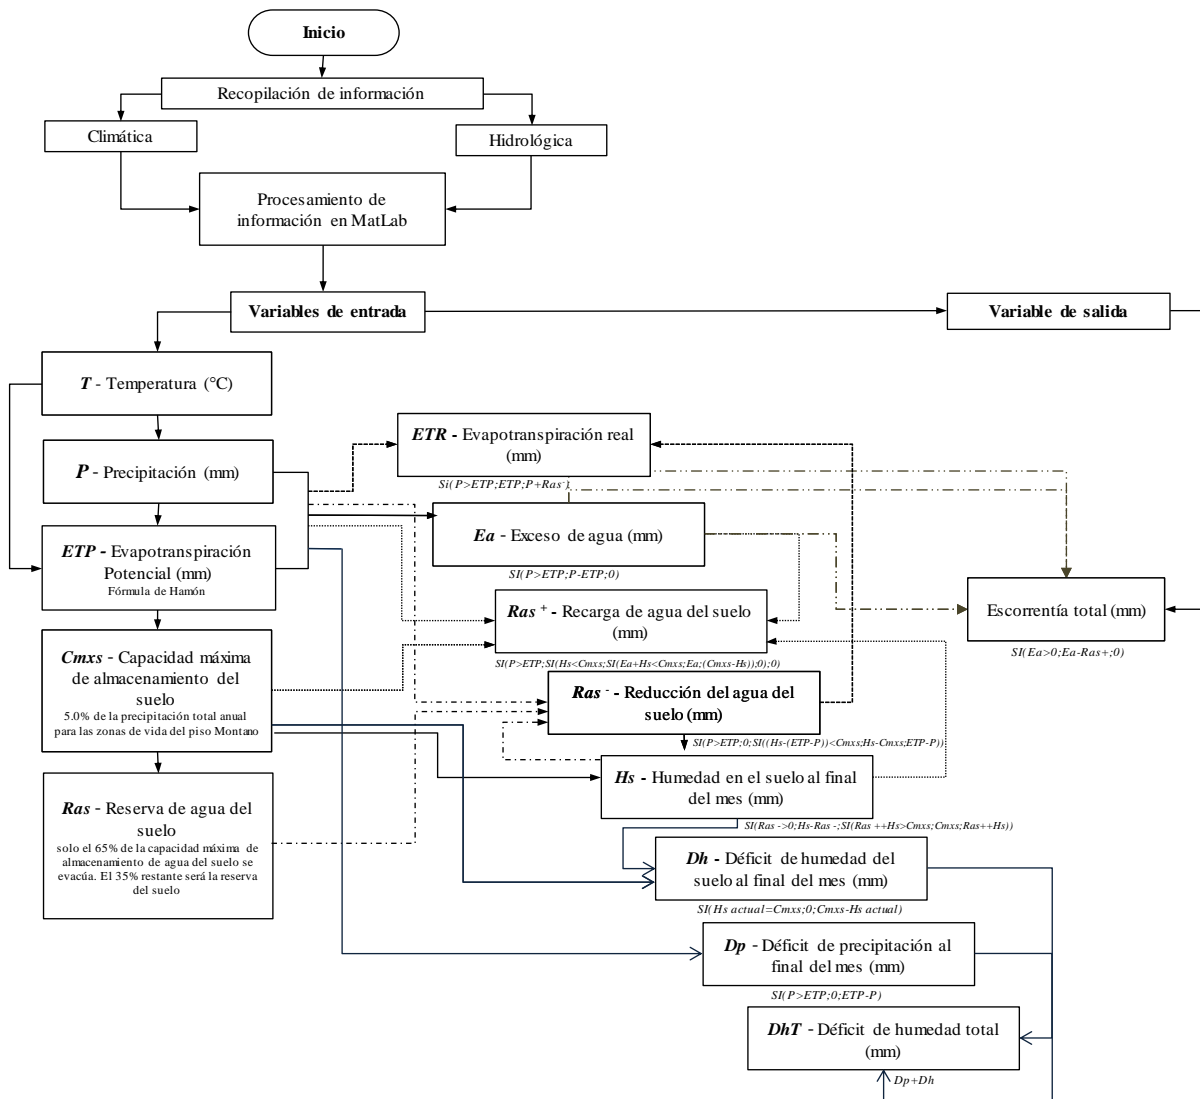 Inicio
Recopilación de información
Climática
Hidrológica
Procesamiento de
información en MatLab
Variables de entrada
Variable de salida
T - Temperatura (°C)
P - Precipitación (mm)
ETP - Evapotranspiración
Potencial (mm)
Fórmula de Hamón
Cmxs - Capacidad máxima
de almacenamiento del
suelo
5.0% de la precipitación total anual
para las zonas de vida del piso Montano
Ras - Reserva de agua del
suelo
solo el 65% de la capacidad máxima de
almacenamiento de agua del suelo se
evacúa. El 35% restante será la reserva
del suelo
ETR - Evapotranspiración real
(mm)
Si(P>ETP;ETP;P+Ras-)
Ea - Exceso de agua (mm)
SI(P>ETP;P-ETP;0)
Ras + - Recarga de agua del suelo
(mm)
SI(P>ETP;SI(Hs<Cmxs;SI(Ea+Hs<Cmxs;Ea;(Cmxs-Hs));0);0)
Ras - - Reducción del agua del
suelo (mm)
SI(P>ETP;0;SI((Hs-(ETP-P))<Cmxs;Hs-Cmxs;ETP-P))
Hs - Humedad en el suelo al final
del mes (mm)
SI(Ras ->0;Hs-Ras -;SI(Ras ++Hs>Cmxs;Cmxs;Ras++Hs))
Dh - Déficit de humedad del
suelo al final del mes (mm)
SI(Hs actual=Cmxs;0;Cmxs-Hs actual)
Dp - Déficit de precipitación al
final del mes (mm)
SI(P>ETP;0;ETP-P)
DhT - Déficit de humedad total
(mm)
Dp+Dh
Escorrentía total (mm)
SI(Ea>0;Ea-Ras+;0)